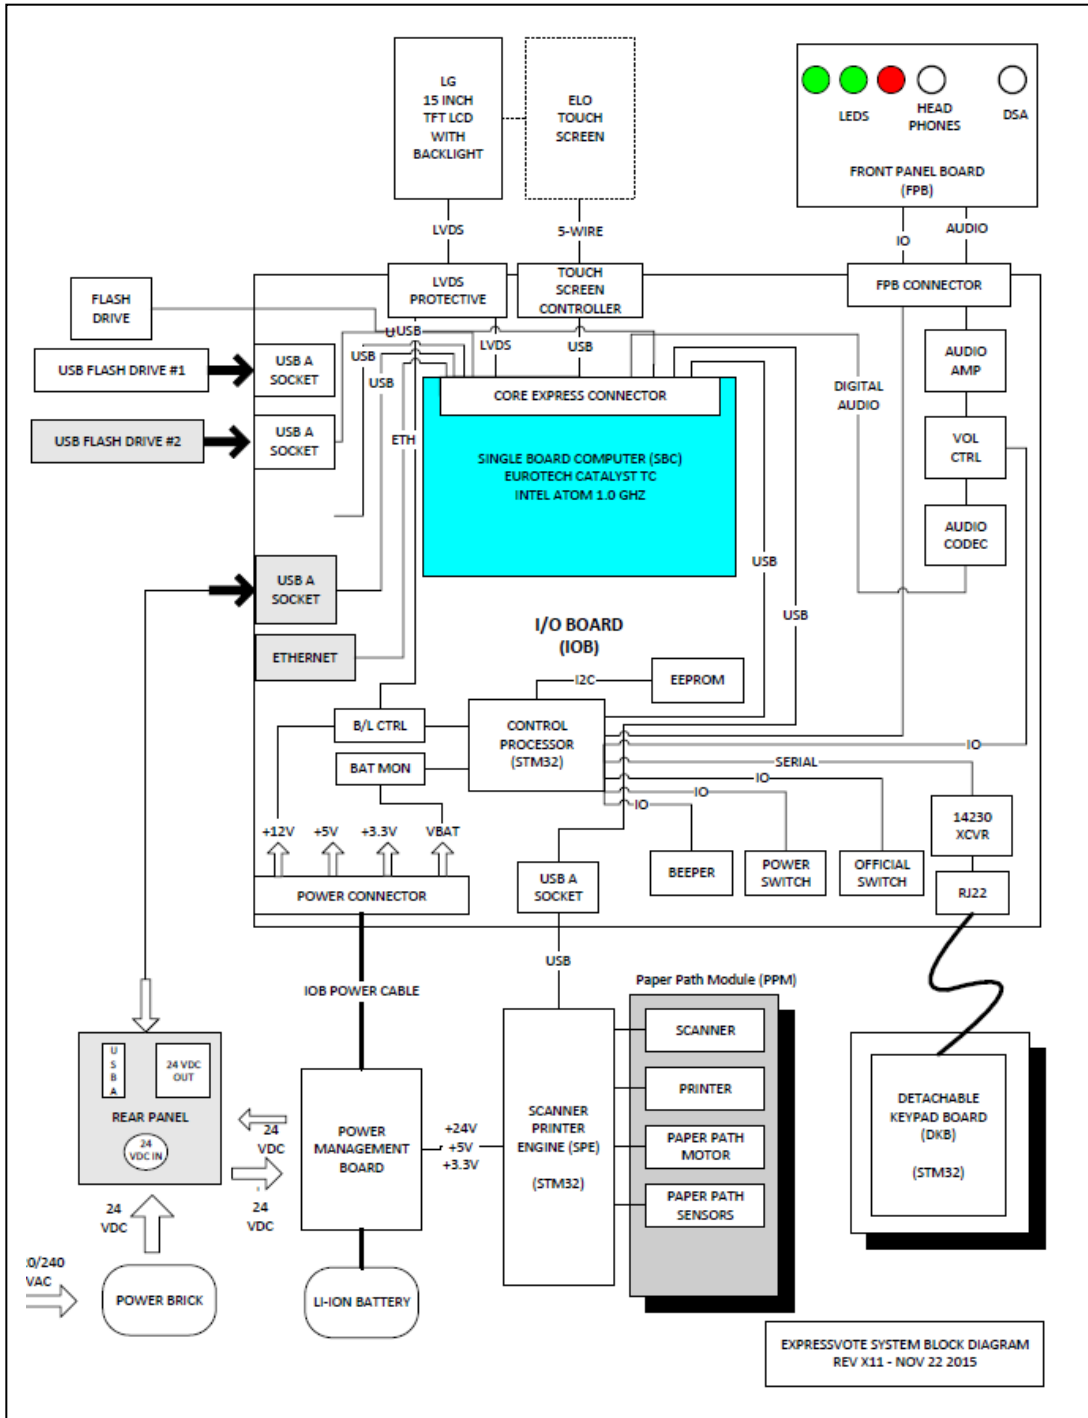 LG
15 INCH
TFT LCD
WITH
BACKLIGHT
ELO
TOUCH
SCREEN
LEDS
HEAD
PHONES
DSA
FRONT PANEL BOARD
(FPB)
LVDS
5-WIRE
IO
AUDIO
FLASH
DRIVE
LVDS
PROTECTIVE
TOUCH
SCREEN
CONTROLLER
FPB CONNECTOR
U
USB
LVDS
USB
USB
USB
USB FLASH DRIVE #1
USB A
SOCKET
AUDIO
AMP
DIGITAL
AUDIO
CORE EXPRESS CONNECTOR
USB FLASH DRIVE #2
USB A
SOCKET
ETH
VOL
CTRL
SINGLE BOARD COMPUTER (SBC)
EUROTECH CATALYST TC
INTEL ATOM 1.0 GHZ
AUDIO
CODEC
USB
USB
USB A
SOCKET
I/O BOARD
(IOB)
ETHERNET
I2C
EEPROM
B/L CTRL
CONTROL
PROCESSOR
(STM32)
BAT MON
IO
SERIAL
IO
IO
IO
+12V
+5V
+3.3V
VBAT
14230
XCVR
USB A
SOCKET
BEEPER
POWER
SWITCH
OFFICIAL
SWITCH
RJ22
POWER CONNECTOR
USB
IOB POWER CABLE
Paper Path Module (PPM)
SCANNER
PRINTER
PAPER PATH
MOTOR
PAPER PATH
SENSORS
SCANNER
PRINTER
ENGINE (SPE)
(STM32)
DETACHABLE
KEYPAD BOARD
(DKB)
(STM32)
U
S
B
A
24 VDC
OUT
REAR PANEL
24
VDC IN
24
VDC
24
VDC
POWER
MANAGEMENT
BOARD
+24V
+5V
+3.3V
24
VDC
20/240
VAC
POWER BRICK
LI-ION BATTERY
EXPRESSVOTE SYSTEM BLOCK DIAGRAM
REV X11 - NOV 22 2015